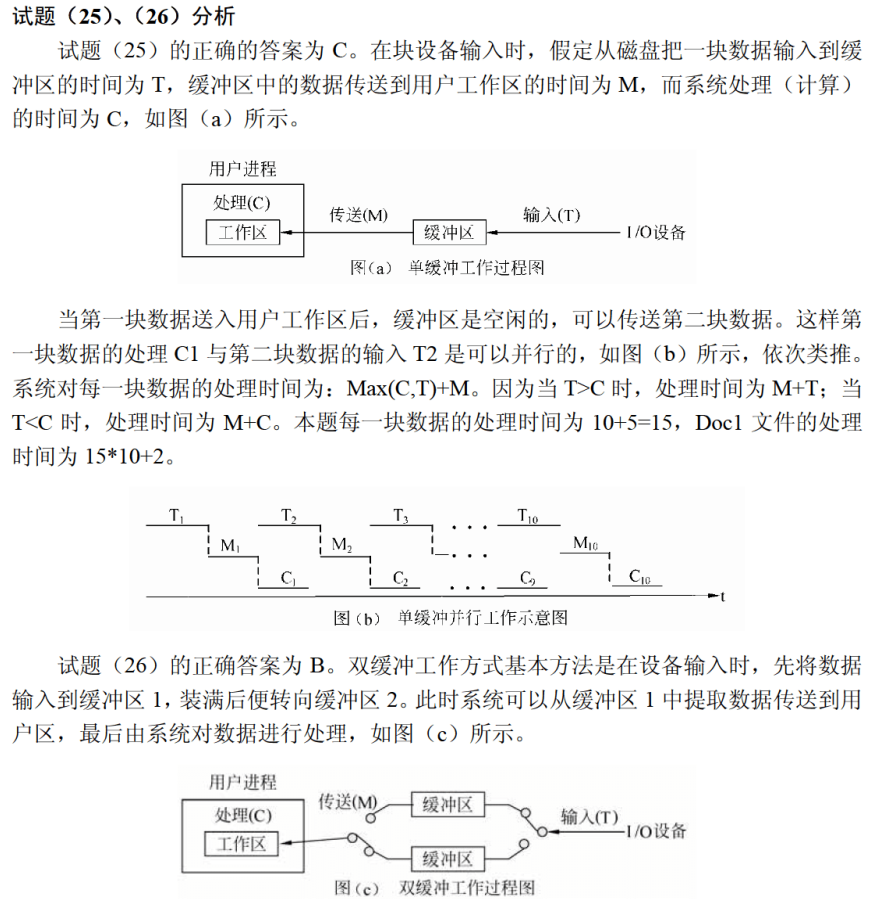 试题（25）、（26）分析
试题（25）的正确的答案为 C。在块设备输入时，假定从磁盘把一块数据输入到缓
冲区的时间为 T，缓冲区中的数据传送到用户工作区的时间为 M，而系统处理（计算）
的时间为 C，如图（a）所示。
用户进程
处理(C)
工作区
传送(M)
缓冲区
输入(T)
I/O设备
图(a) 单缓冲工作过程图
当第一块数据送入用户工作区后，缓冲区是空闲的，可以传送第二块数据。这样第
一块数据的处理 C1 与第二块数据的输入 T2 是可以并行的，如图（b）所示，依次类推。
系统对每一块数据的处理时间为：Max(C,T)+M。因为当 T>C 时，处理时间为 M+T；当
T<C 时，处理时间为 M+C。本题每一块数据的处理时间为 10+5=15，Doc1 文件的处理
时间为 15*10+2。
T1 T2 T3 ··· T10
M1 M2 ··· M10
C1 C2 ··· C9 C10
t
图(b) 单缓冲并行工作示意图
试题（26）的正确答案为 B。双缓冲工作方式基本方法是在设备输入时，先将数据
输入到缓冲区 1，装满后便转向缓冲区 2。此时系统可以从缓冲区 1 中提取数据传送到用
户区，最后由系统对数据进行处理，如图（c）所示。
用户进程
处理(C)
工作区
传送(M)
缓冲区
缓冲区
输入(T)
I/O设备
图(c) 双缓冲工作过程图